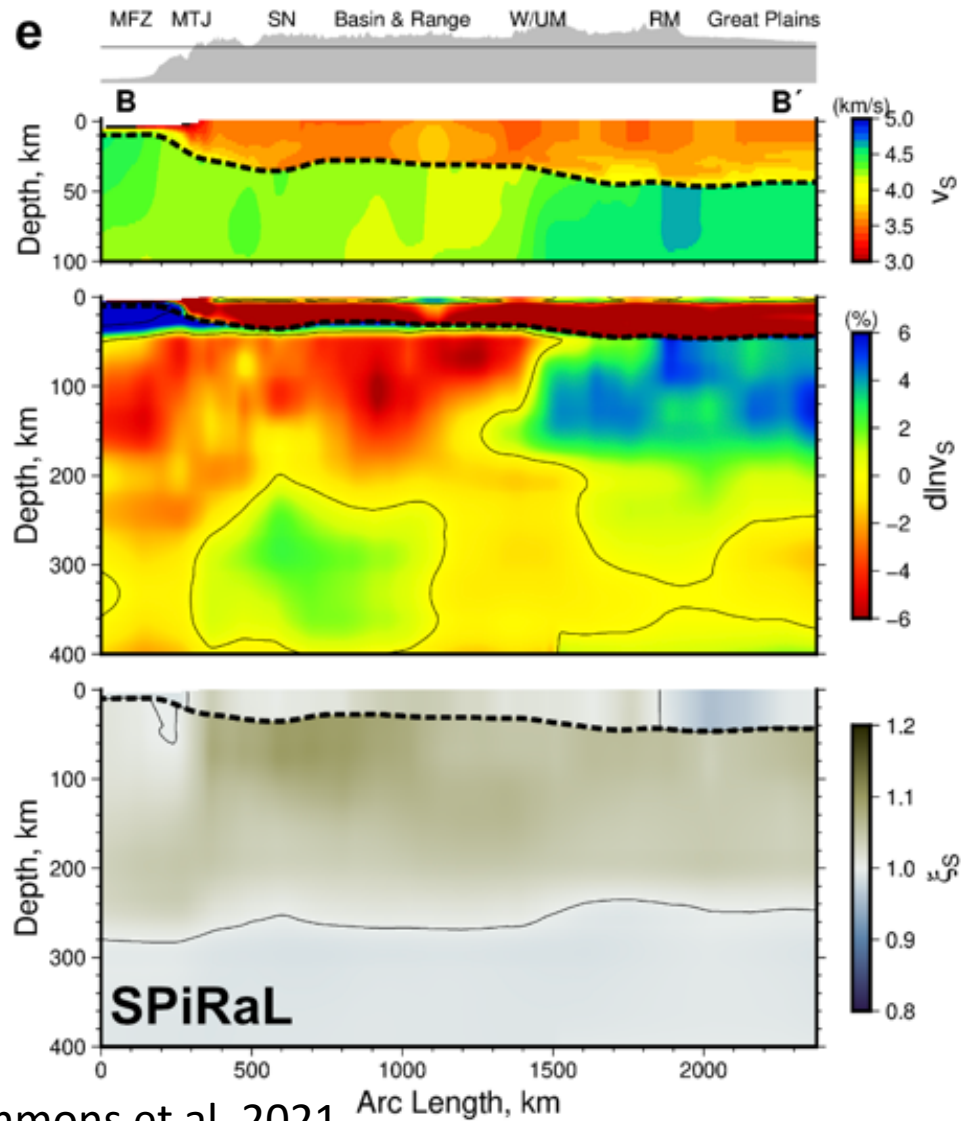 e
MFZ MTJ SN Basin & Range W/UM RM Great Plains
B B´
(km/s)
0
50
100
Depth, km
5.0
4.5
4.0
3.5
3.0
vS
0
100
200
300
400
Depth, km
(%)
6
4
2
0
−2
−4
−6
dlnvS
0
100
200
300
400
Depth, km
1.2
1.1
1.0
0.9
0.8
ξS
SPiRaL
0 500 1000 1500 2000
Arc Length, km
et al. 2021